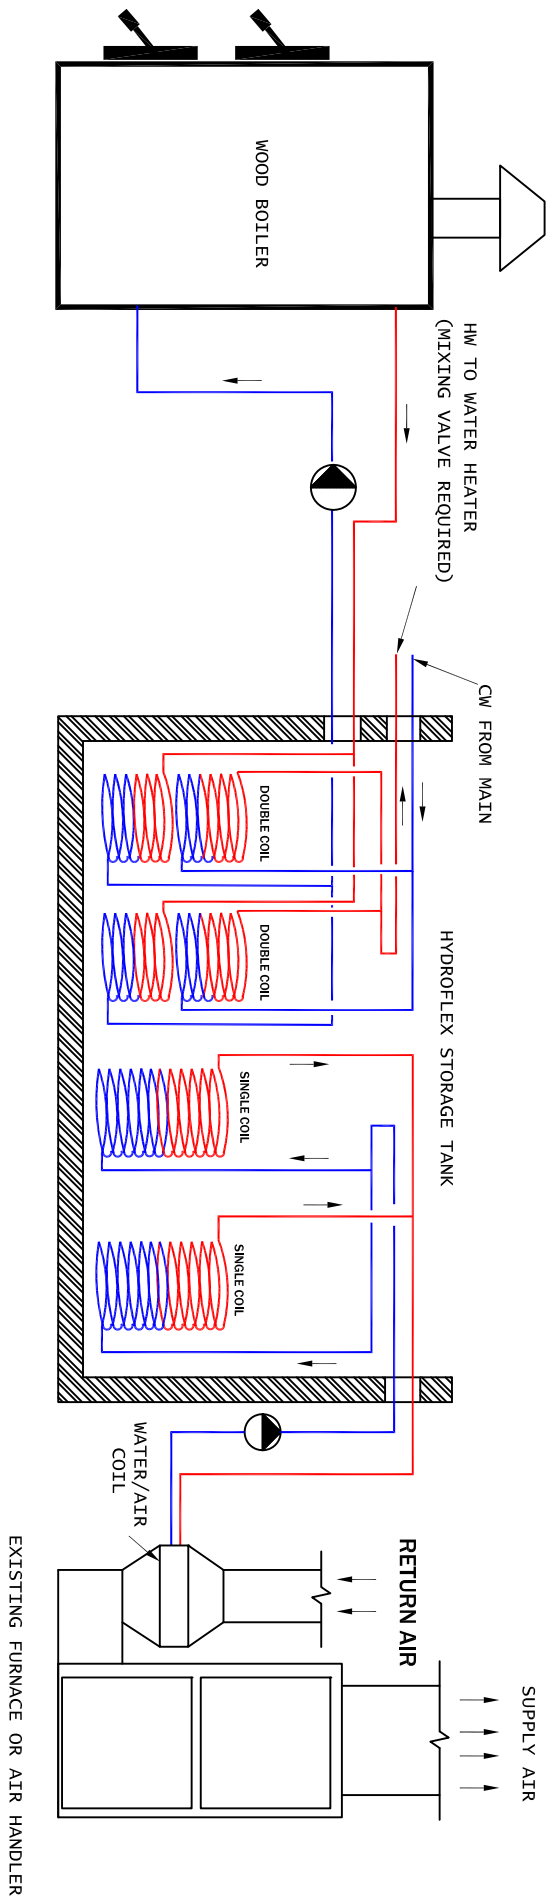 WOOD BOILER
HW TO WATER HEATER
(MIXING VALVE REQUIRED)
CW FROM MAIN
HYDROFLEX STORAGE TANK
DOUBLE COIL
DOUBLE COIL
SINGLE COIL
SINGLE COIL
WATER/AIR
COIL
RETURN AIR
SUPPLY AIR
EXISTING FURNACE OR AIR HANDLER